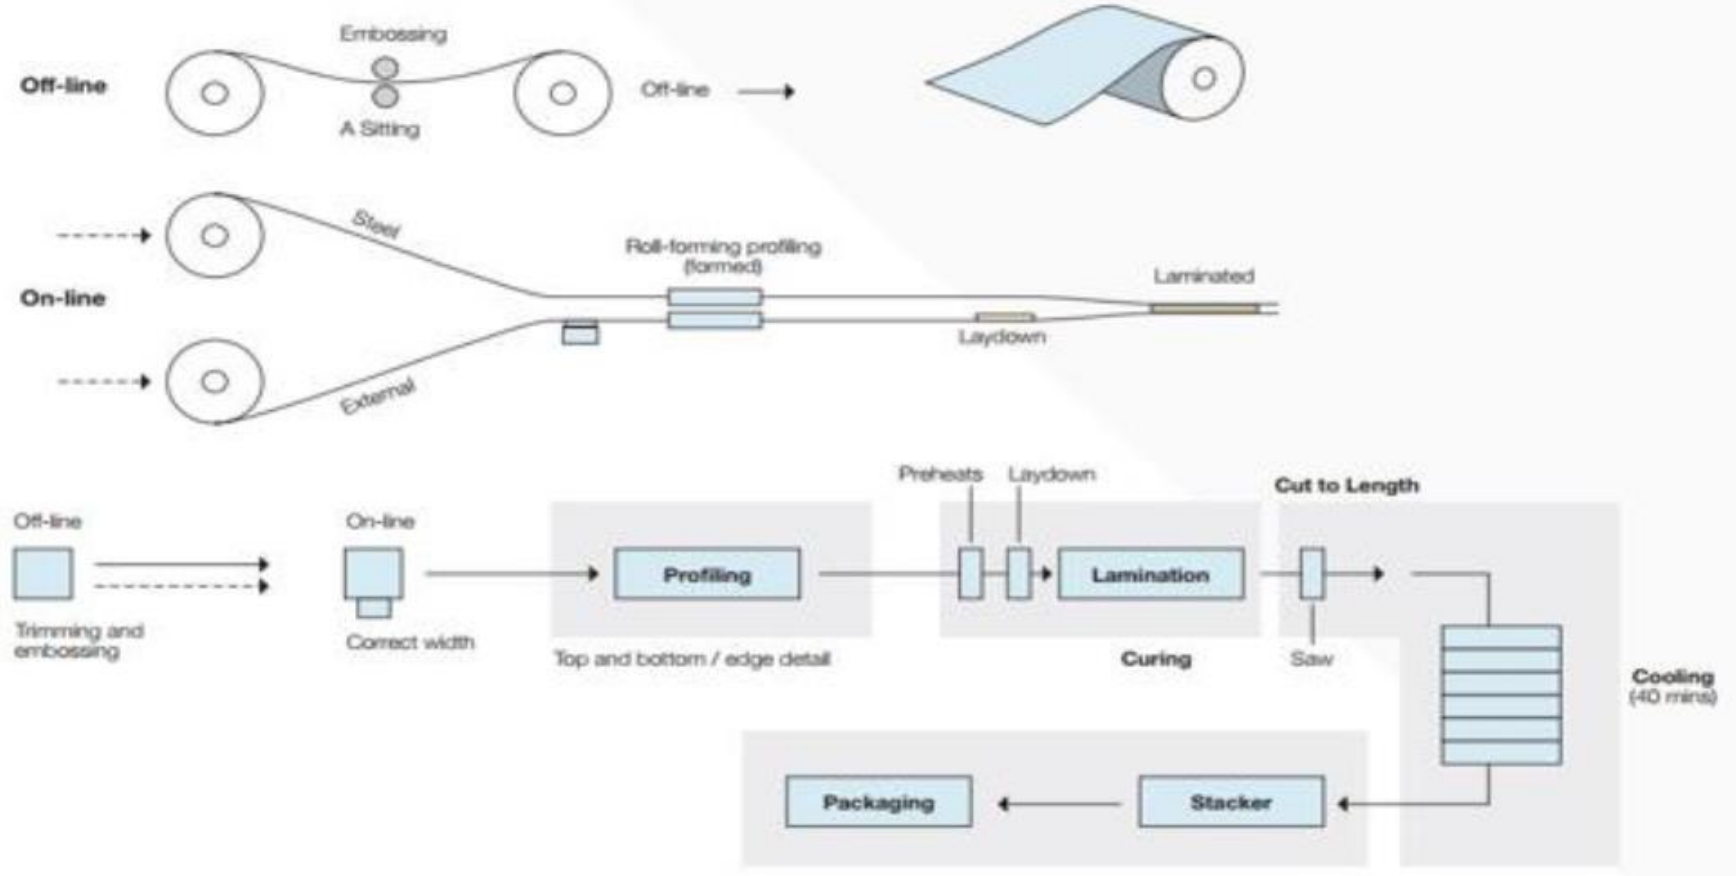 Embossing
Off-line
Off-line
A Sitting
Steel
Roll-forming profiling
(formed)
Laminated
On-line
Laydown
External
Preheats
Laydown
Cut to Length
Off-line
On-line
Profiling
Lamination
Trimming and
embossing
Correct width
Top and bottom / edge detail
Curing
Saw
Cooling
(40 mins)
Packaging
Stacker